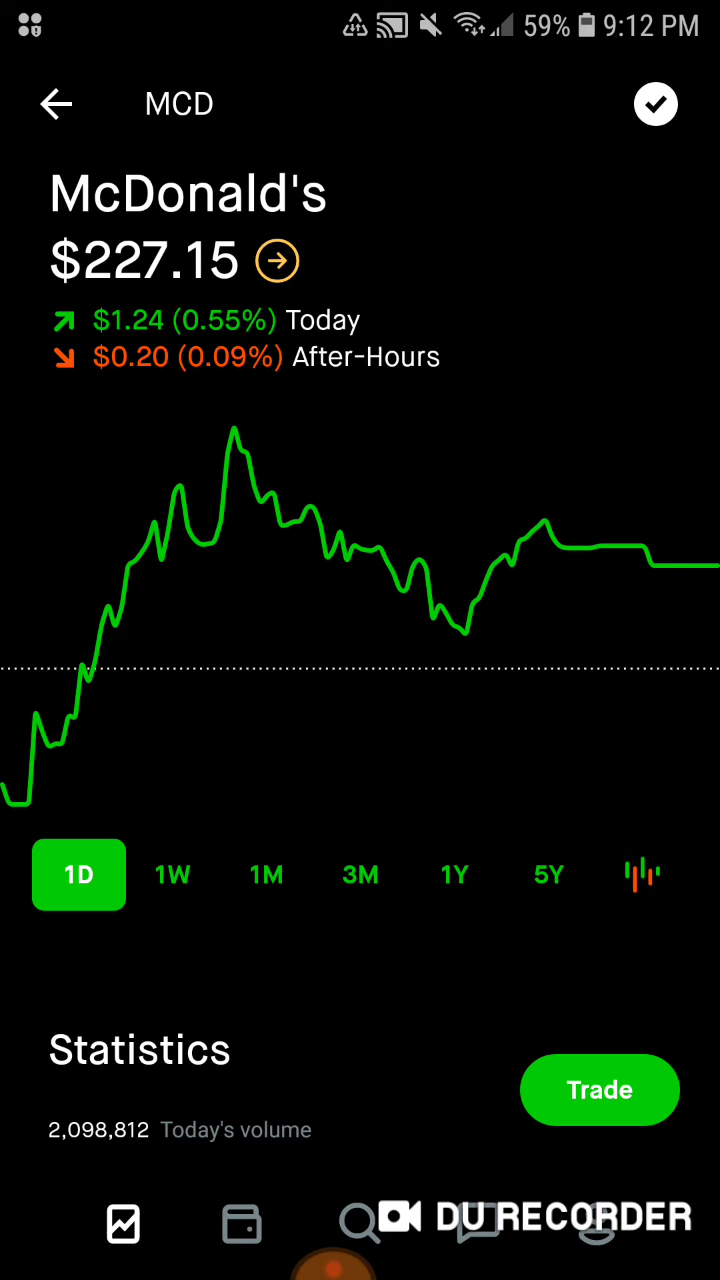 59% 9:12 PM
MCD
McDonald's
$227.15
$1.24 (0.55%) Today
$0.20 (0.09%) After-Hours
1D 1W 1M 3M 1Y 5Y
Statistics
Trade
2,098,812 Today's volume
DU RECORDER